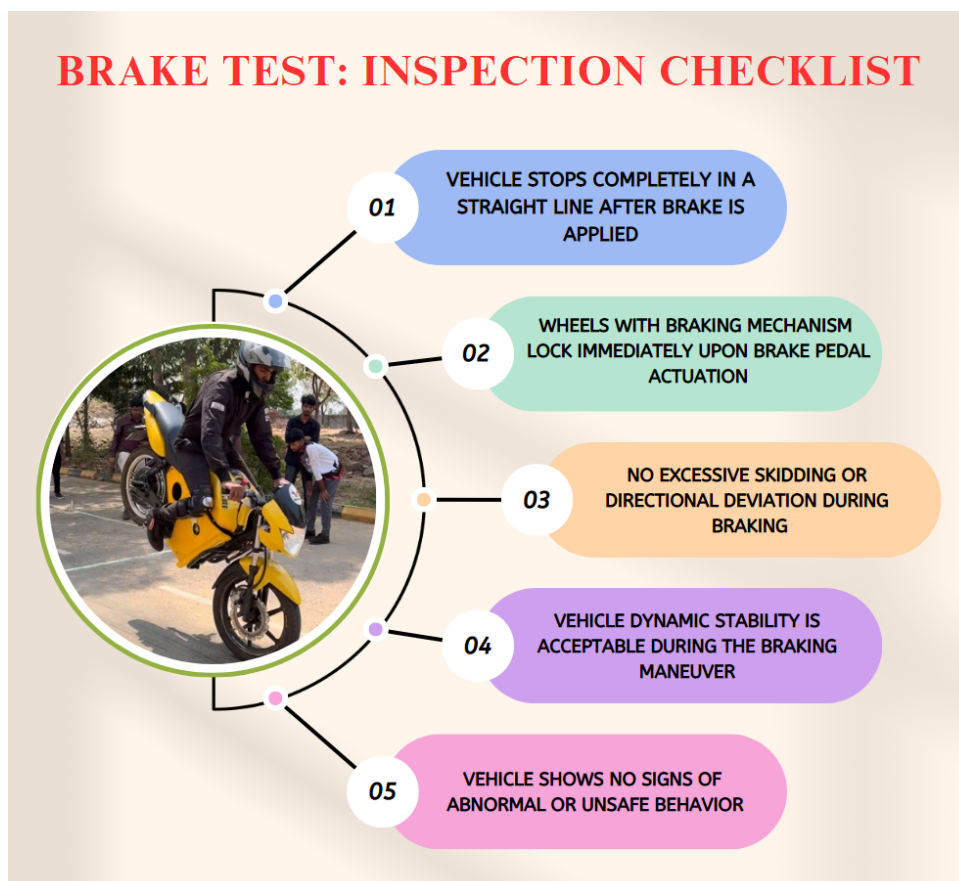 BRAKE TEST: INSPECTION CHECKLIST
01
VEHICLE STOPS COMPLETELY IN A
STRAIGHT LINE AFTER BRAKE IS
APPLIED
02
WHEELS WITH BRAKING MECHANISM
LOCK IMMEDIATELY UPON BRAKE PEDAL
ACTUATION
03
NO EXCESSIVE SKIDDING OR
DIRECTIONAL DEVIATION DURING
BRAKING
04
VEHICLE DYNAMIC STABILITY IS
ACCEPTABLE DURING THE BRAKING
MANEUVER
05
VEHICLE SHOWS NO SIGNS OF
ABNORMAL OR UNSAFE BEHAVIOR